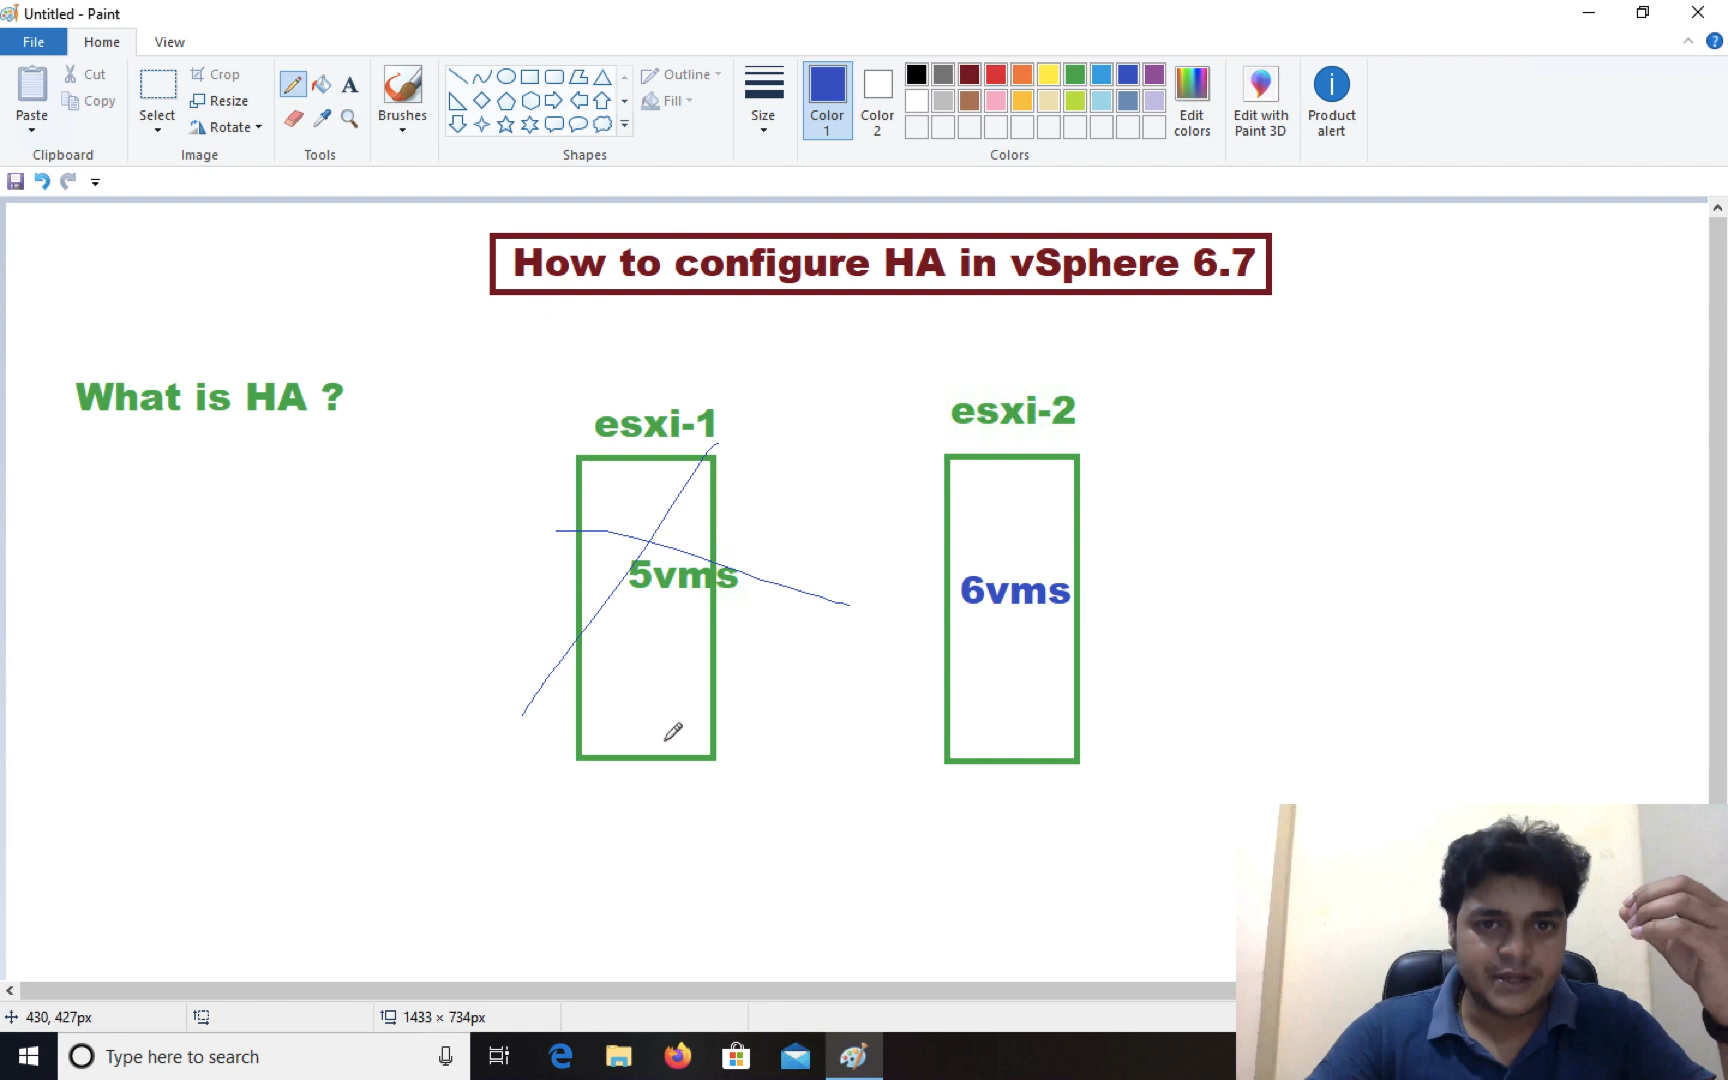 Untitled - Paint
File Home View
Paste
Cut
Copy
Clipboard
Select
Crop
Resize
Rotate
Image
Tools
Brushes
Shapes
Outline
Fill
Size
Color 1
Color 2
Edit colors
Colors
Edit with Paint 3D
Product alert
How to configure HA in vSphere 6.7
What is HA ?
esxi-1
esxi-2
5vms
6vms
430, 427px
1433 × 734px
Type here to search